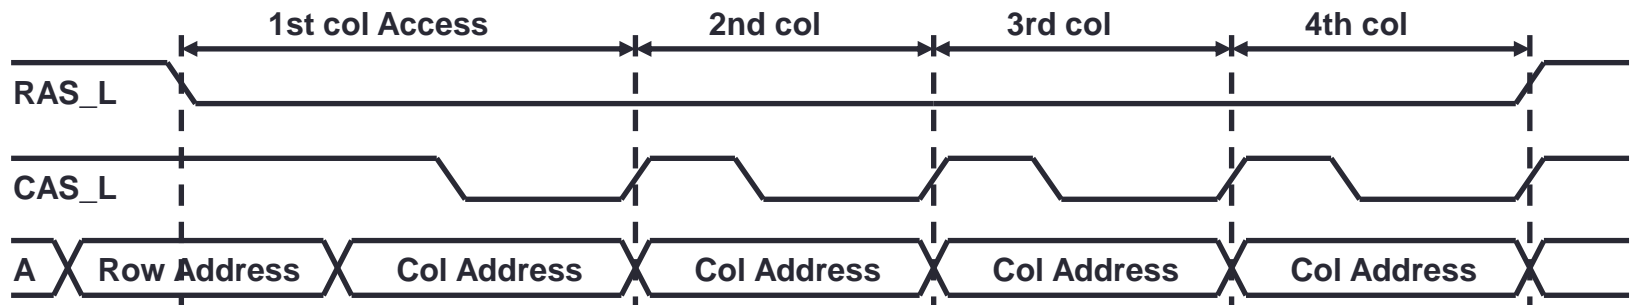 1st col Access 2nd col 3rd col 4th col
RAS_L
CAS_L
A Row Address Col Address Col Address Col Address Col Address